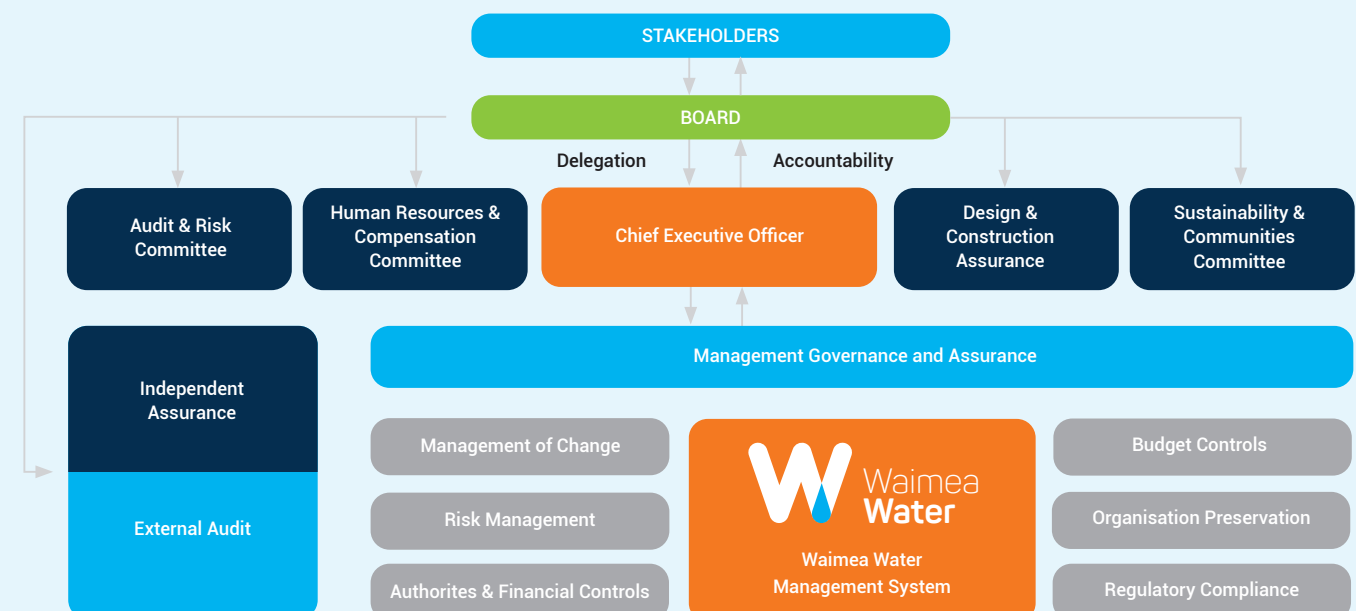 STAKEHOLDERS
BOARD
Delegation
Accountability
Audit & Risk
Committee
Human Resources &
Compensation
Committee
Chief Executive Officer
Design &
Construction
Assurance
Sustainability &
Communities
Committee
Independent
Assurance
External Audit
Management Governance and Assurance
Management of Change
Risk Management
Authorites & Financial Controls
Waimea
Water
Waimea Water
Management System
Budget Controls
Organisation Preservation
Regulatory Compliance